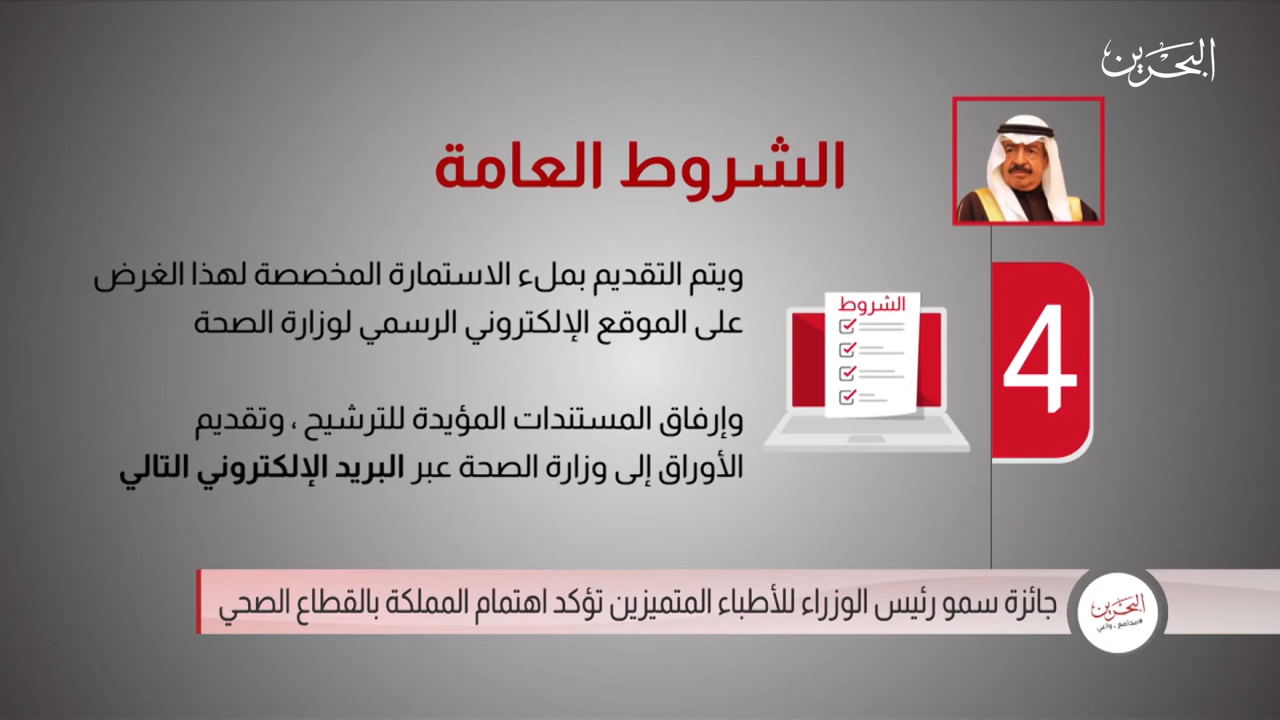 البحرين
الشروط العامة
4
الشروط
ويتم التقديم بملء الاستمارة المخصصة لهذا الغرض
على الموقع الإلكتروني الرسمي لوزارة الصحة
وإرفاق المستندات المؤيدة للترشيح ، وتقديم
الأوراق إلى وزارة الصحة عبر البريد الإلكتروني التالي
جائزة سمو رئيس الوزراء للأطباء المتميزين تؤكد اهتمام المملكة بالقطاع الصحي
البحرين
#مجتمع_واعي